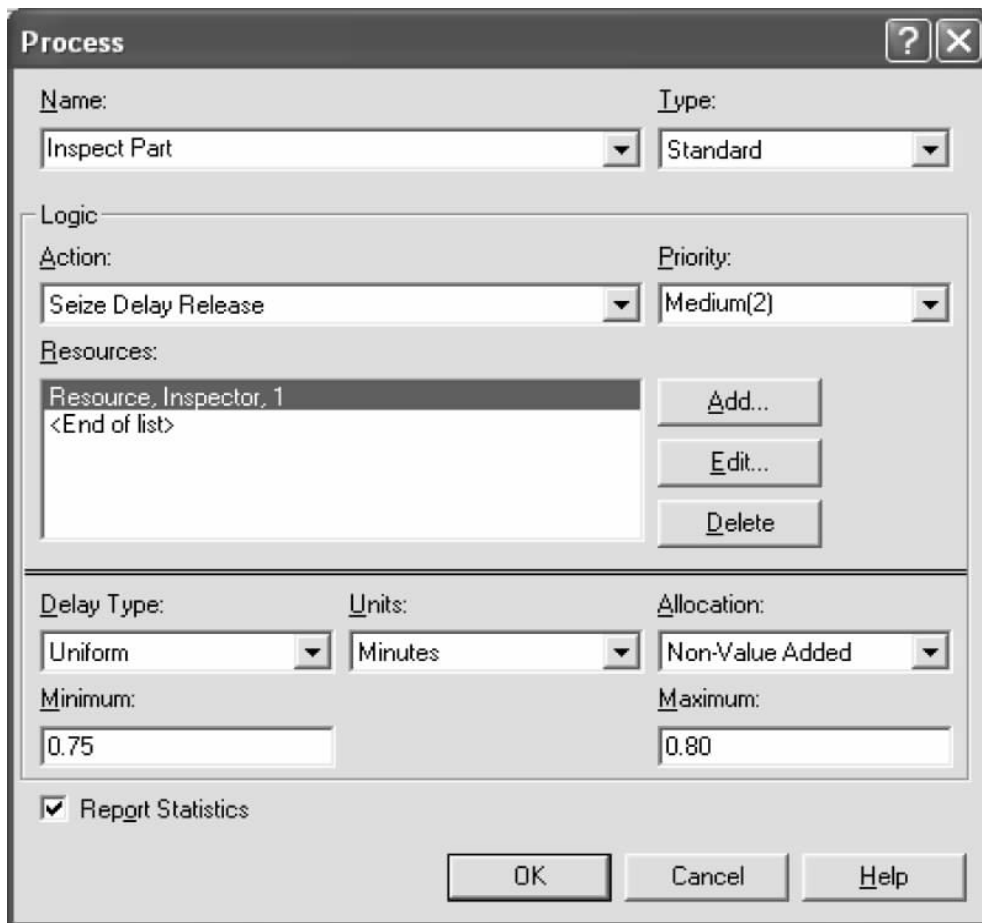 Process
Name: Type:
Inspect Part Standard
Logic
Action: Priority:
Seize Delay Release Medium(2)
Resources:
Resource, Inspector, 1
<End of list>
Add...
Edit...
Delete
Delay Type: Units: Allocation:
Uniform Minutes Non-Value Added
Minimum: Maximum:
0.75 0.80
Report Statistics
OK Cancel Help